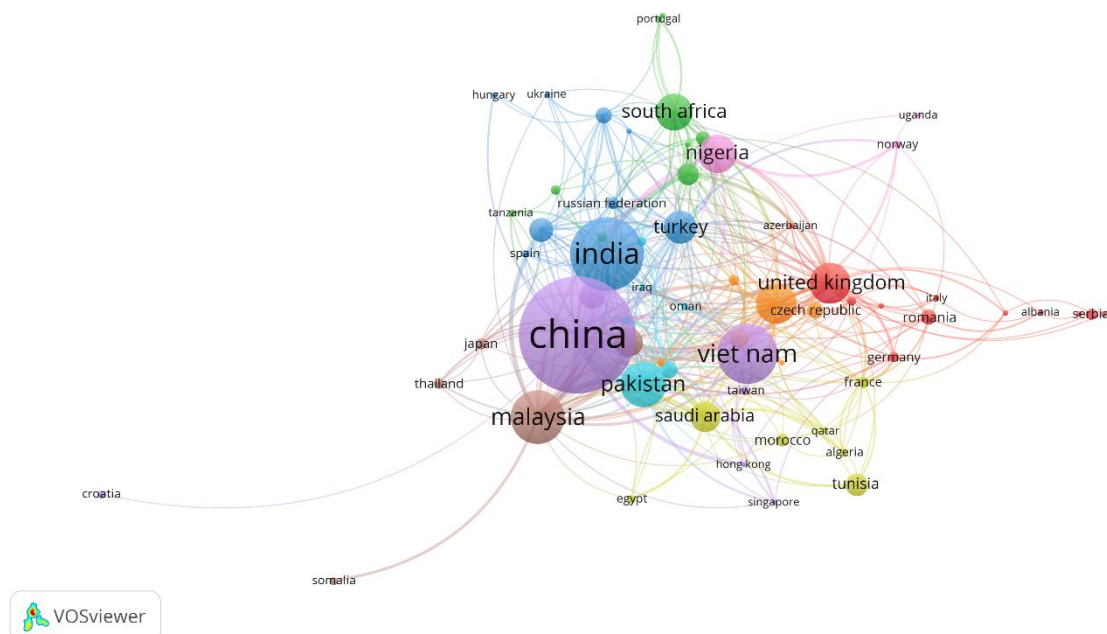 portugal
hungary
ukraine
south africa
uganda
nigeria
norway
russian federation
tanzania
turkey
azerbaijan
spain
india
united kingdom
iraq
oman
czech republic
italy
romania
albania
serbia
china
japan
viet nam
germany
thailand
pakistan
taiwan
france
malaysia
saudi arabia
qatar
morocco
algeria
hong kong
tunisia
croatia
egypt
singapore
somalia
VOSviewer